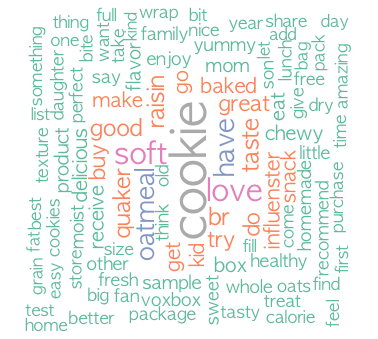 full wrap bit
thing kind nice year share day
one bite want take flavor family yummy add
something daughter perfect say enjoy mom son let lunch bag pack
list make raisin go baked give free dry amazing
texture product delicious buy good great eat time
soft cookie have taste chewy
quaker oatmeal old love influenster snack little
fat best cookies receive think br do come homemade recommend purchase
grain easy store moist size get kid try fill healthy first
other box whole oats find
fresh sample sweet treat feel
big fan voxbox tasty calorie
test better package
home